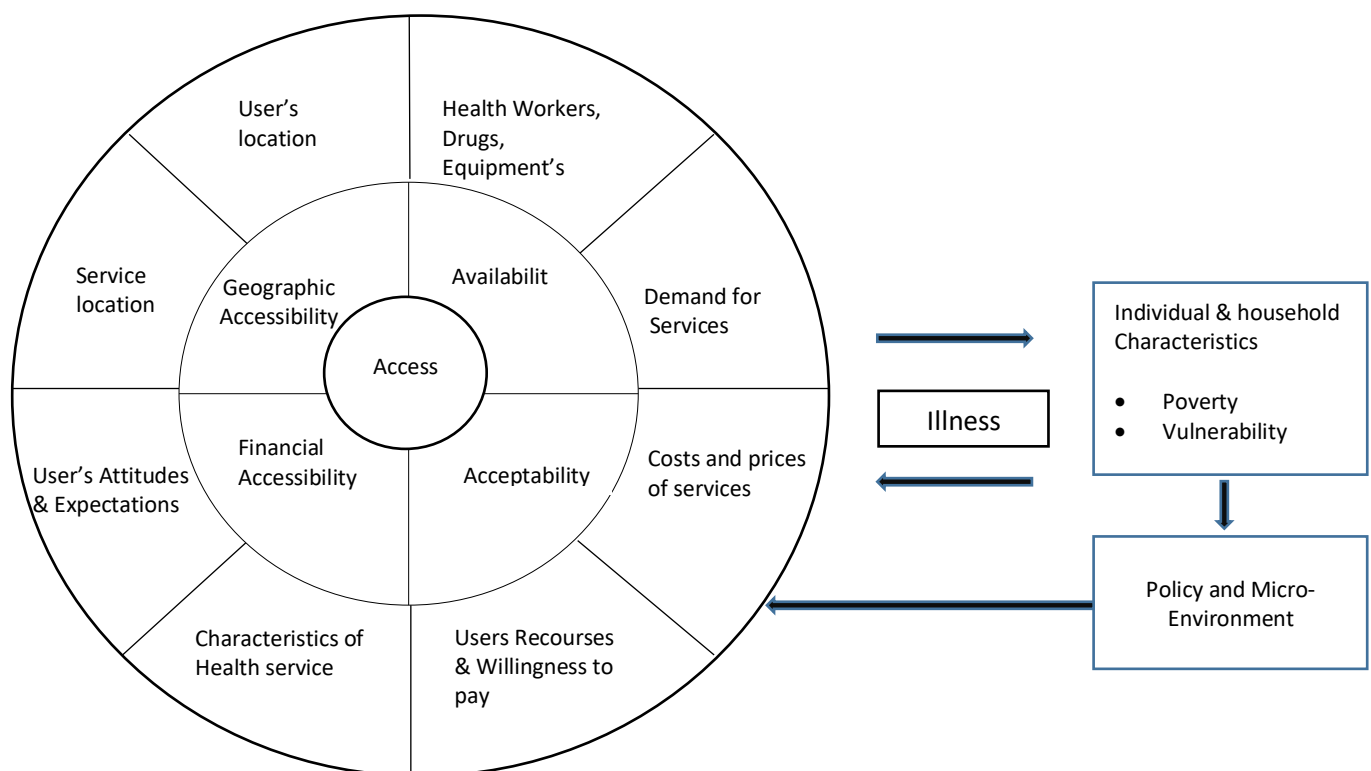 User's
location
Health Workers,
Drugs,
Equipment's
Service
location
Geographic
Accessibility
Availabilit
Demand for
Services
Access
User's Attitudes
& Expectations
Financial
Accessibility
Acceptability
Costs and prices
of services
Characteristics of
Health service
Users Recourses
& Willingness to
pay
Illness
Individual & household
Characteristics
• Poverty
• Vulnerability
Policy and Micro-
Environment